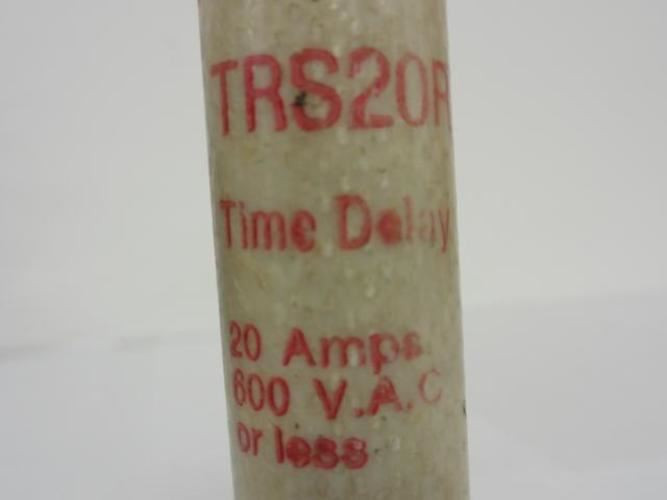 TRS20R
Time Delay
20 Amps
600 V.A.C
or less